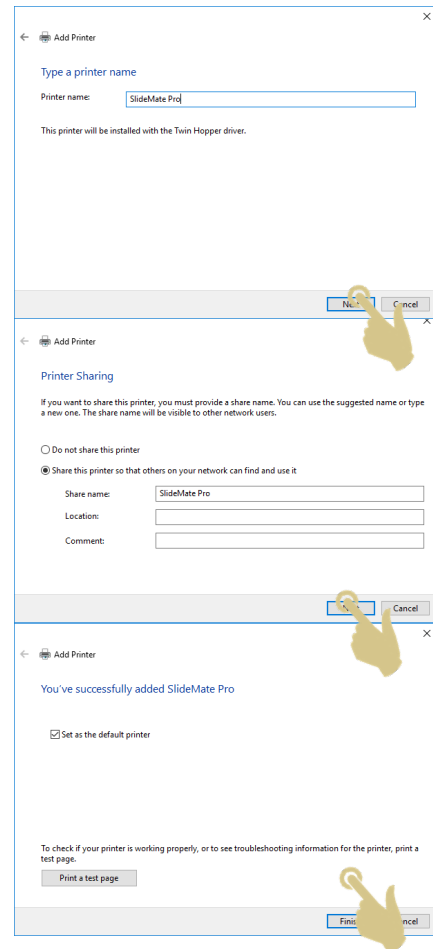 Add Printer
Type a printer name
Printer name: SlideMate Pro
This printer will be installed with the Twin Hopper driver.
Cancel
Add Printer
Printer Sharing
If you want to share this printer, you must provide a share name. You can use the suggested name or type
a new one. The share name will be visible to other network users.
Do not share this printer
Share this printer so that others on your network can find and use it
Share name: SlideMate Pro
Location:
Comment:
Cancel
Add Printer
You've successfully added SlideMate Pro
Set as the default printer
To check if your printer is working properly, or to see troubleshooting information for the printer, print a
test page.
Print a test page